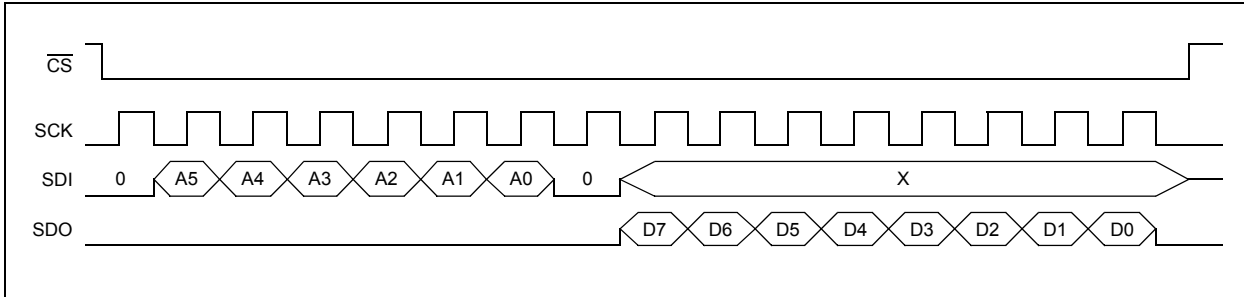 CS
SCK
SDI 0 A5 A4 A3 A2 A1 A0 0 X
SDO D7 D6 D5 D4 D3 D2 D1 D0